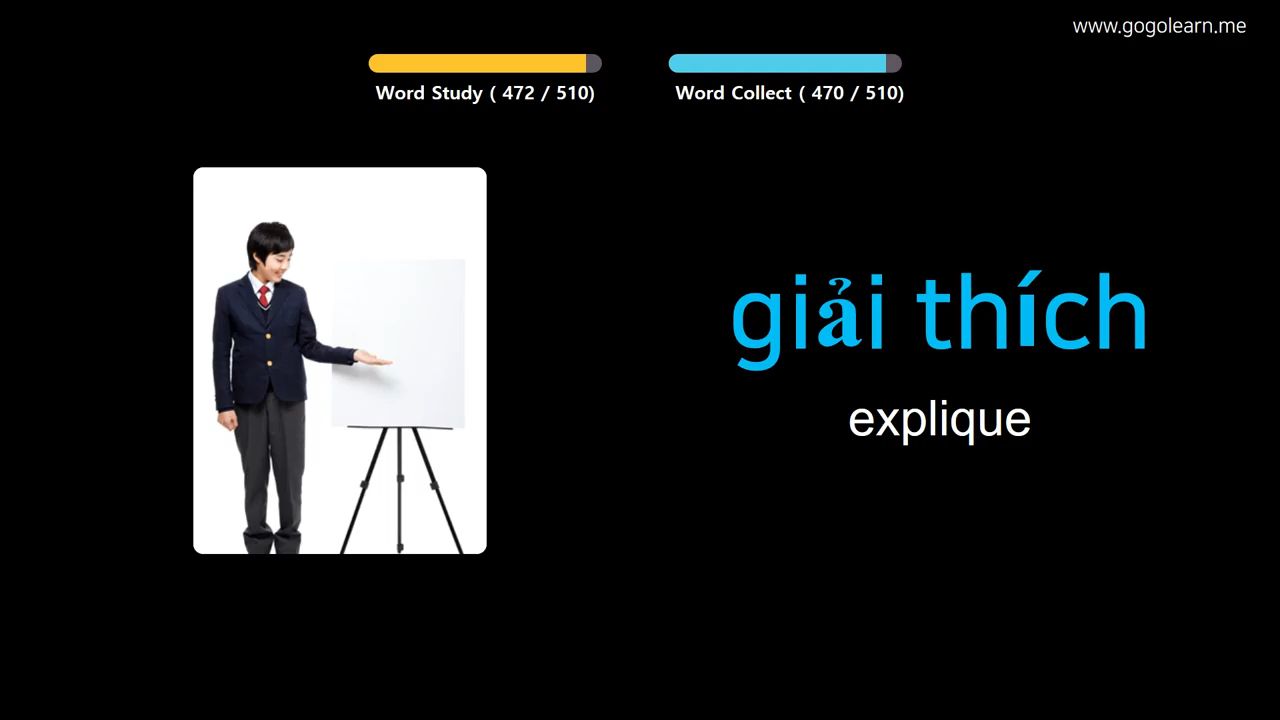 www.gogolearn.me
Word Study ( 472 / 510)
Word Collect ( 470 / 510)
giải thích
explique